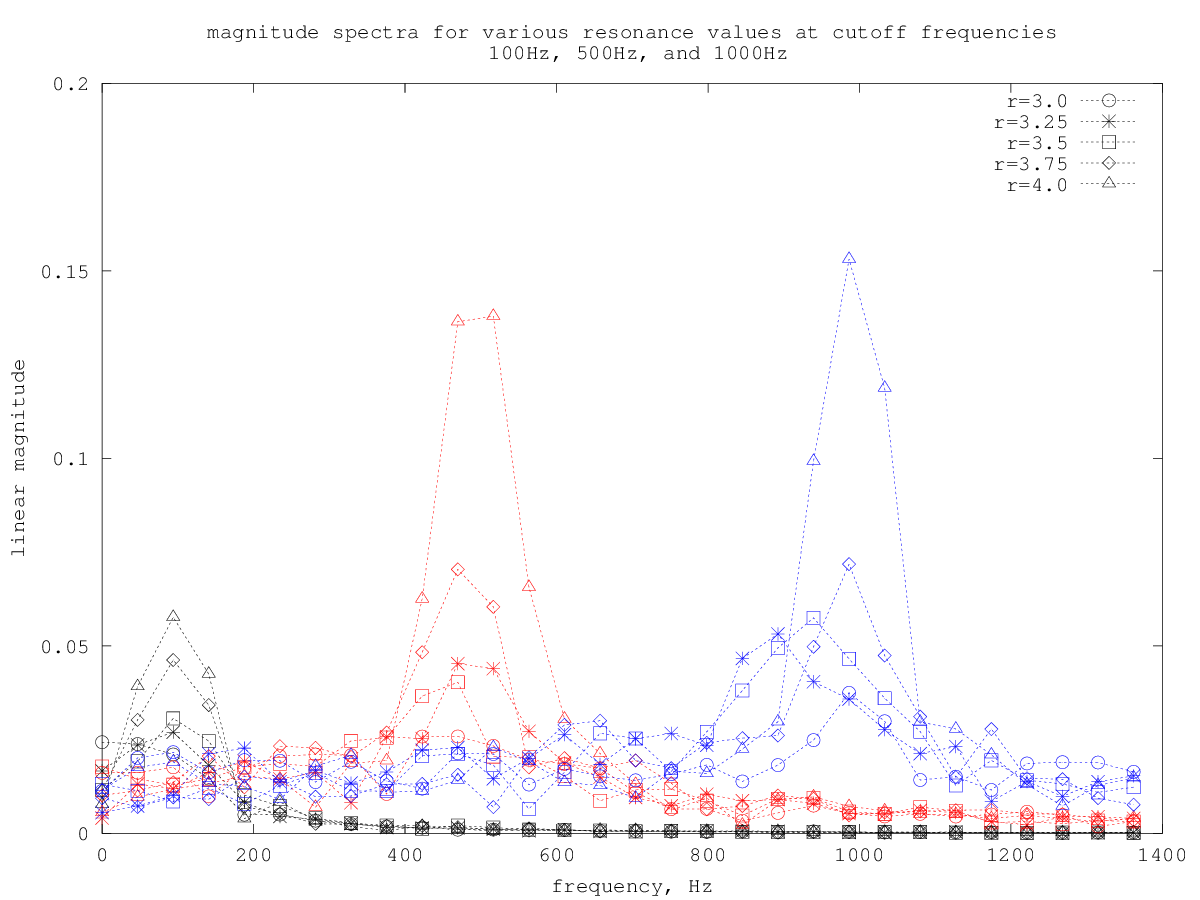 magnitude spectra for various resonance values at cutoff frequencies
100Hz, 500Hz, and 1000Hz
r=3.0
r=3.25
r=3.5
r=3.75
r=4.0
0.2
0.15
0.1
0.05
0
linear magnitude
0 200 400 600 800 1000 1200 1400
frequency, Hz